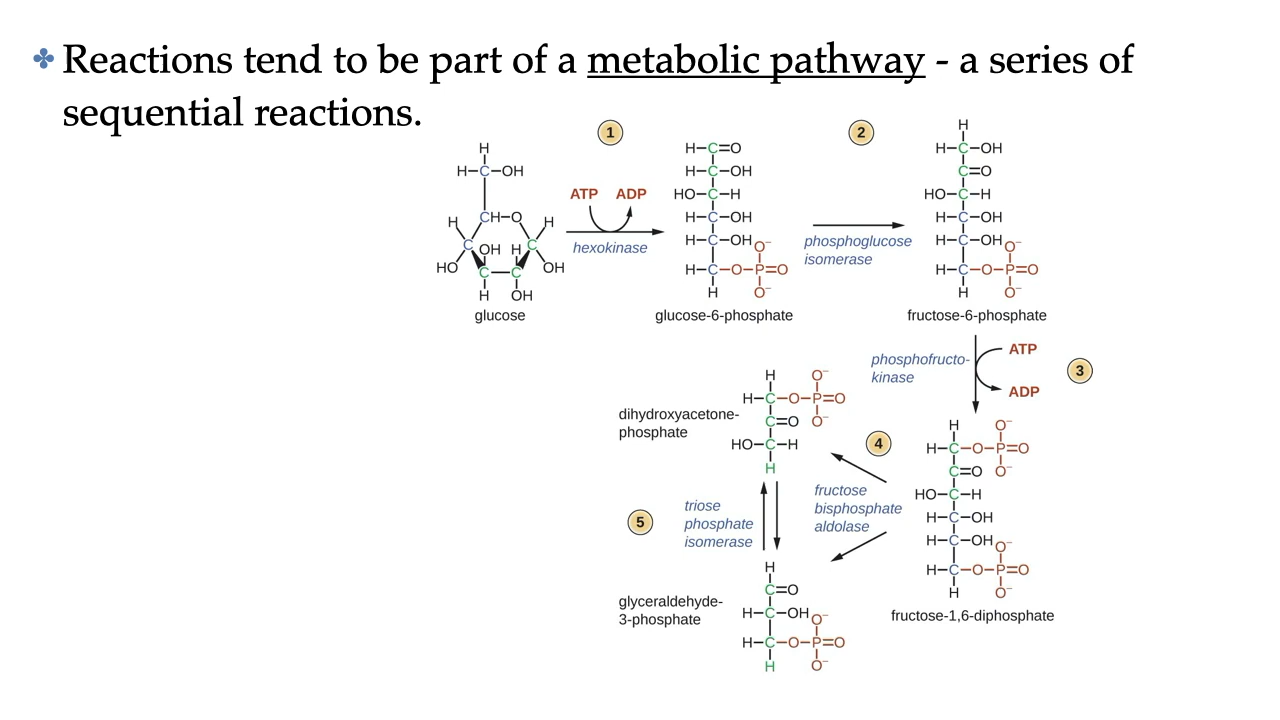 Reactions tend to be part of a metabolic pathway - a series of
sequential reactions.
1
H
H-C-OH
CH-O
H
H
C
OH
H
C
HO
C-C
OH
H
OH
glucose
ATP ADP
hexokinase
H-C=O
H-C-OH
HO-C-H
H-C-OH
H-C-OH
O⁻
H-C-O-P=O
H
O⁻
glucose-6-phosphate
2
phosphoglucose
isomerase
H
H-C-OH
C=O
HO-C-H
H-C-OH
H-C-OH
O⁻
H-C-O-P=O
H
O⁻
fructose-6-phosphate
phosphofructo-
kinase
ATP
ADP
3
H
O⁻
H-C-O-P=O
C=O
O⁻
HO-C-H
H-C-OH
H-C-OH
O⁻
H-C-O-P=O
H
O⁻
fructose-1,6-diphosphate
4
fructose
bisphosphate
aldolase
H
O⁻
H-C-O-P=O
C=O
O⁻
HO-C-H
H
dihydroxyacetone-
phosphate
5
triose
phosphate
isomerase
H
C=O
H-C-OH
O⁻
H-C-O-P=O
H
O⁻
glyceraldehyde-
3-phosphate